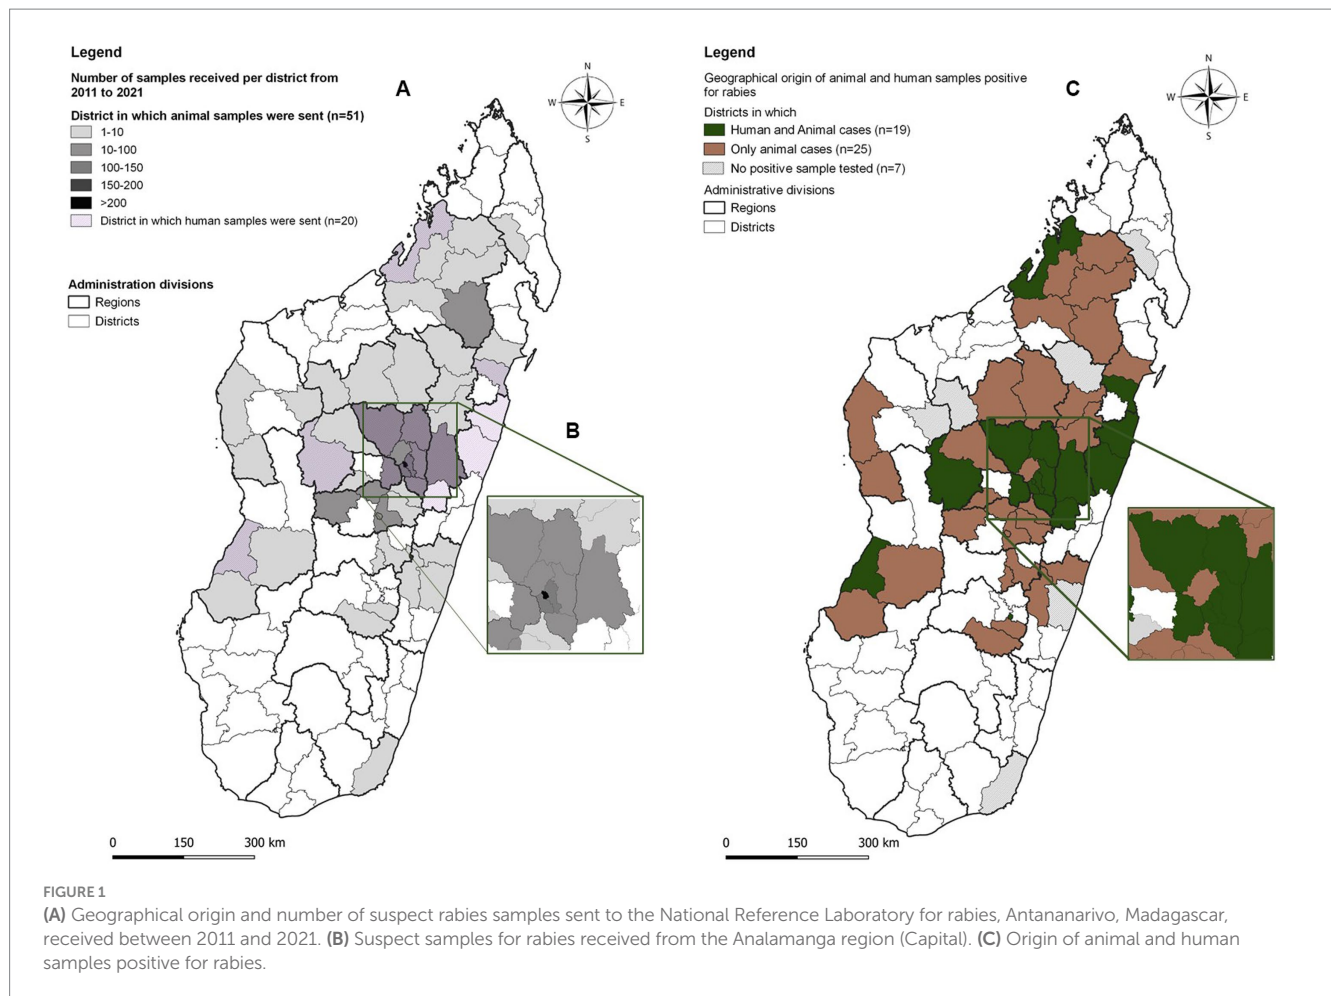 Legend
Number of samples received per district from
2011 to 2021
District in which animal samples were sent (n=51)
1-10
10-100
100-150
150-200
>200
District in which human samples were sent (n=20)
Administration divisions
Regions
Districts
A
N
W
E
S
B
0 150 300 km
Legend
Geographical origin of animal and human samples positive
for rabies
Districts in which
Human and Animal cases (n=19)
Only animal cases (n=25)
No positive sample tested (n=7)
Administrative divisions
Regions
Districts
C
N
W
E
S
0 150 300 km
FIGURE 1
(A) Geographical origin and number of suspect rabies samples sent to the National Reference Laboratory for rabies, Antananarivo, Madagascar,
received between 2011 and 2021. (B) Suspect samples for rabies received from the Analamanga region (Capital). (C) Origin of animal and human
samples positive for rabies.